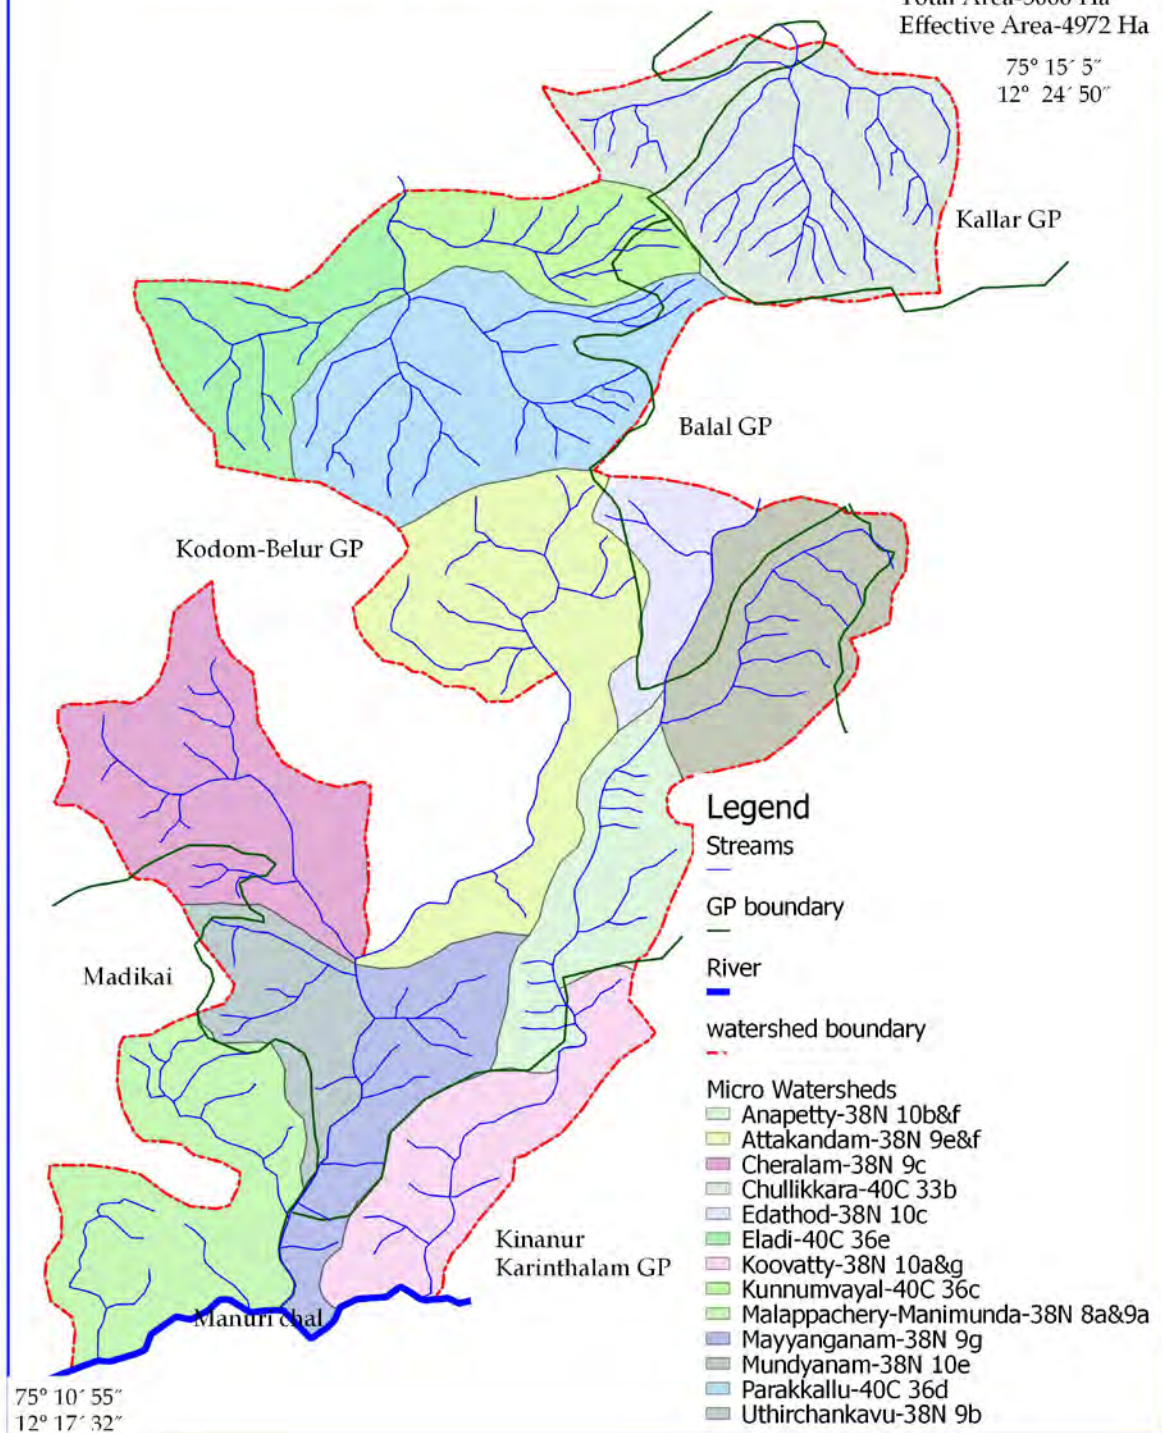 Effective Area-4972 Ha
75° 15´ 5˝
12° 24´ 50˝
Kallar GP
Balal GP
Kodom-Belur GP
Madikai
Kinanur
Karinthalam GP
Manuri chal
Legend
Streams
GP boundary
River
watershed boundary
Micro Watersheds
Anapetty-38N 10b&f
Attakandam-38N 9e&f
Cheralam-38N 9c
Chullikkara-40C 33b
Edathod-38N 10c
Eladi-40C 36e
Koovatty-38N 10a&g
Kunnumvayal-40C 36c
Malappachery-Manimunda-38N 8a&9a
Mayyanganam-38N 9g
Mundyanam-38N 10e
Parakkallu-40C 36d
Uthirchankavu-38N 9b
75° 10´ 55˝
12° 17´ 32˝